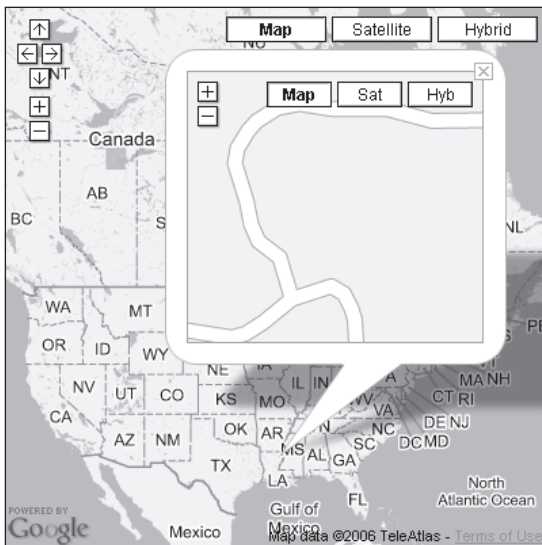 Map Satellite Hybrid
NU
NT
Map Sat Hyb
Canada
AB
BC
S
NL
WA
MT
PE
OR
ID
WY
NE
IA
NV
UT
CO
KS
MO
IL
IN
WV
VA
MA NH
CT RI
CA
AZ
NM
OK
AR
NC
DE NJ
DC MD
TX
MS
AL
GA
SC
LA
FL
North
Atlantic Ocean
Gulf of
Mexico
Mexico
POWERED BY
Google
Map data ©2006 TeleAtlas - Terms of Use